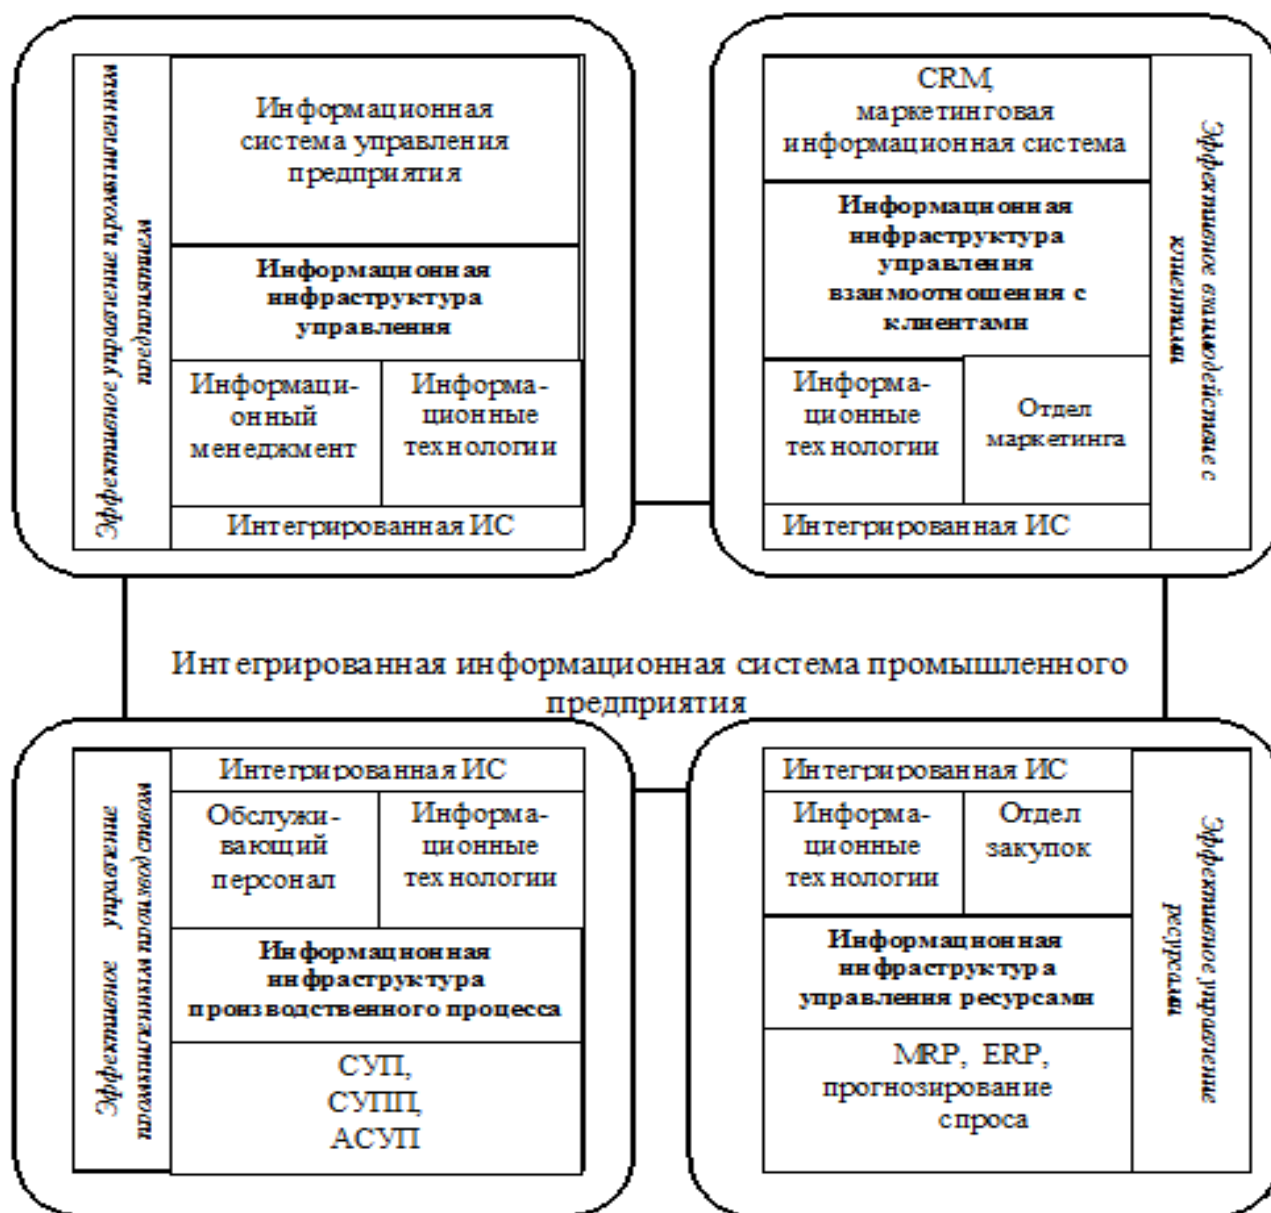 Эффективное управление промышленным
предприятием
Информационная
система управления
предприятия
Информационная
инфраструктура
управления
Информаци-
онный
менеджмент
Информа-
ционные
технологии
Интегрированная ИС
CRM,
маркетинговая
информационная система
Информационная
инфраструктура
управления
взаимоотношения с
клиентами
Информа-
ционные
технологии
Отдел
маркетинга
Интегрированная ИС
Эффективное взаимодействие с
клиентами
Интегрированная информационная система промышленного
предприятия
Эффективное управление
промышленным производством
Интегрированная ИС
Обслужи-
вающий
персонал
Информа-
ционные
технологии
Информационная
инфраструктура
производственного процесса
СУП,
СУПП,
АСУП
Интегрированная ИС
Информа-
ционные
технологии
Отдел
закупок
Информационная
инфраструктура
управления ресурсами
MRP, ERP,
прогнозирование
спроса
Эффективное управление
ресурсами